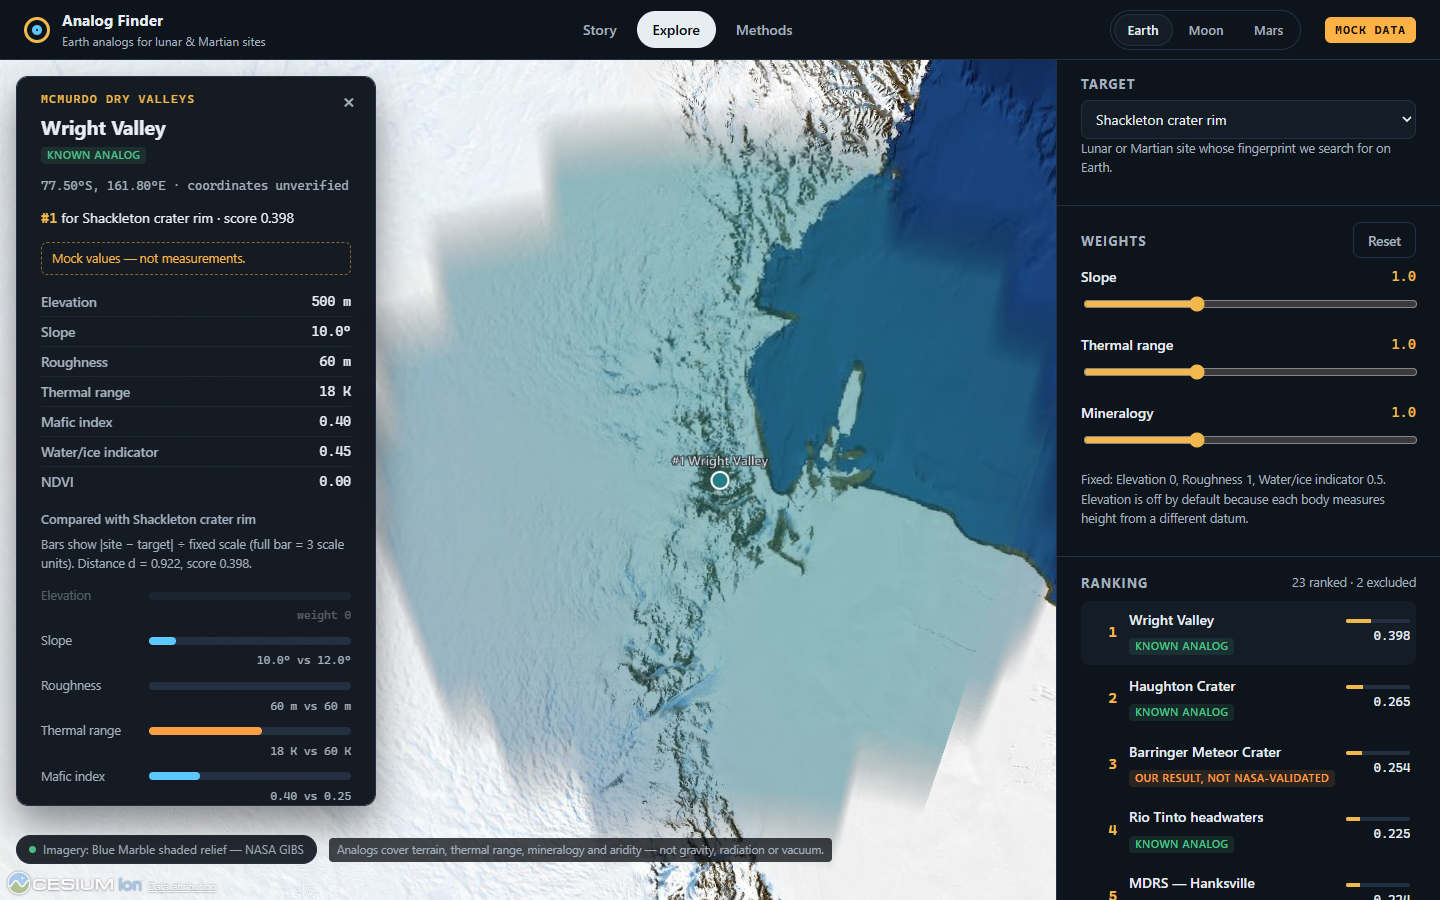 Analog Finder
Earth analogs for lunar & Martian sites
Story
Explore
Methods
Earth
Moon
Mars
MOCK DATA
MCMURDO DRY VALLEYS
×
Wright Valley
KNOWN ANALOG
77.50°S, 161.80°E · coordinates unverified
#1 for Shackleton crater rim · score 0.398
Mock values — not measurements.
Elevation 500 m
Slope 10.0°
Roughness 60 m
Thermal range 18 K
Mafic index 0.40
Water/ice indicator 0.45
NDVI 0.00
Compared with Shackleton crater rim
Bars show |site − target| ÷ fixed scale (full bar = 3 scale
units). Distance d = 0.922, score 0.398.
Elevation
weight 0
Slope
10.0° vs 12.0°
Roughness
60 m vs 60 m
Thermal range
18 K vs 60 K
Mafic index
0.40 vs 0.25
#1 Wright Valley
Imagery: Blue Marble shaded relief — NASA GIBS
Analogs cover terrain, thermal range, mineralogy and aridity — not gravity, radiation or vacuum.
CESIUM ion
Data attribution
TARGET
Shackleton crater rim
Lunar or Martian site whose fingerprint we search for on
Earth.
WEIGHTS
Reset
Slope 1.0
Thermal range 1.0
Mineralogy 1.0
Fixed: Elevation 0, Roughness 1, Water/ice indicator 0.5.
Elevation is off by default because each body measures
height from a different datum.
RANKING
23 ranked · 2 excluded
1
Wright Valley
KNOWN ANALOG
0.398
2
Haughton Crater
KNOWN ANALOG
0.265
3
Barringer Meteor Crater
OUR RESULT, NOT NASA-VALIDATED
0.254
4
Rio Tinto headwaters
KNOWN ANALOG
0.225
5
MDRS — Hanksville